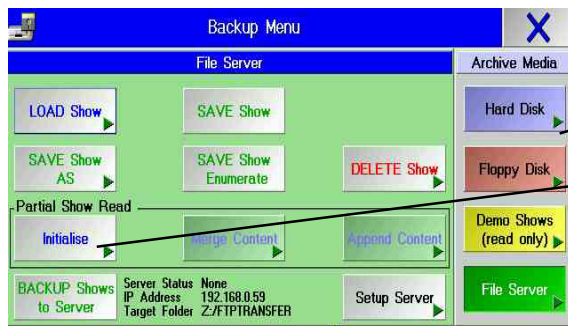 Backup Menu
File Server
Archive Media
LOAD Show
SAVE Show
Hard Disk
SAVE Show
AS
SAVE Show
Enumerate
DELETE Show
Floppy Disk
Partial Show Read
Initialise
Merge Content
Append Content
Demo Shows
(read only)
BACKUP Shows
to Server
Server Status None
IP Address 192.168.0.59
Target Folder Z:/FTPTRANSFER
Setup Server
File Server